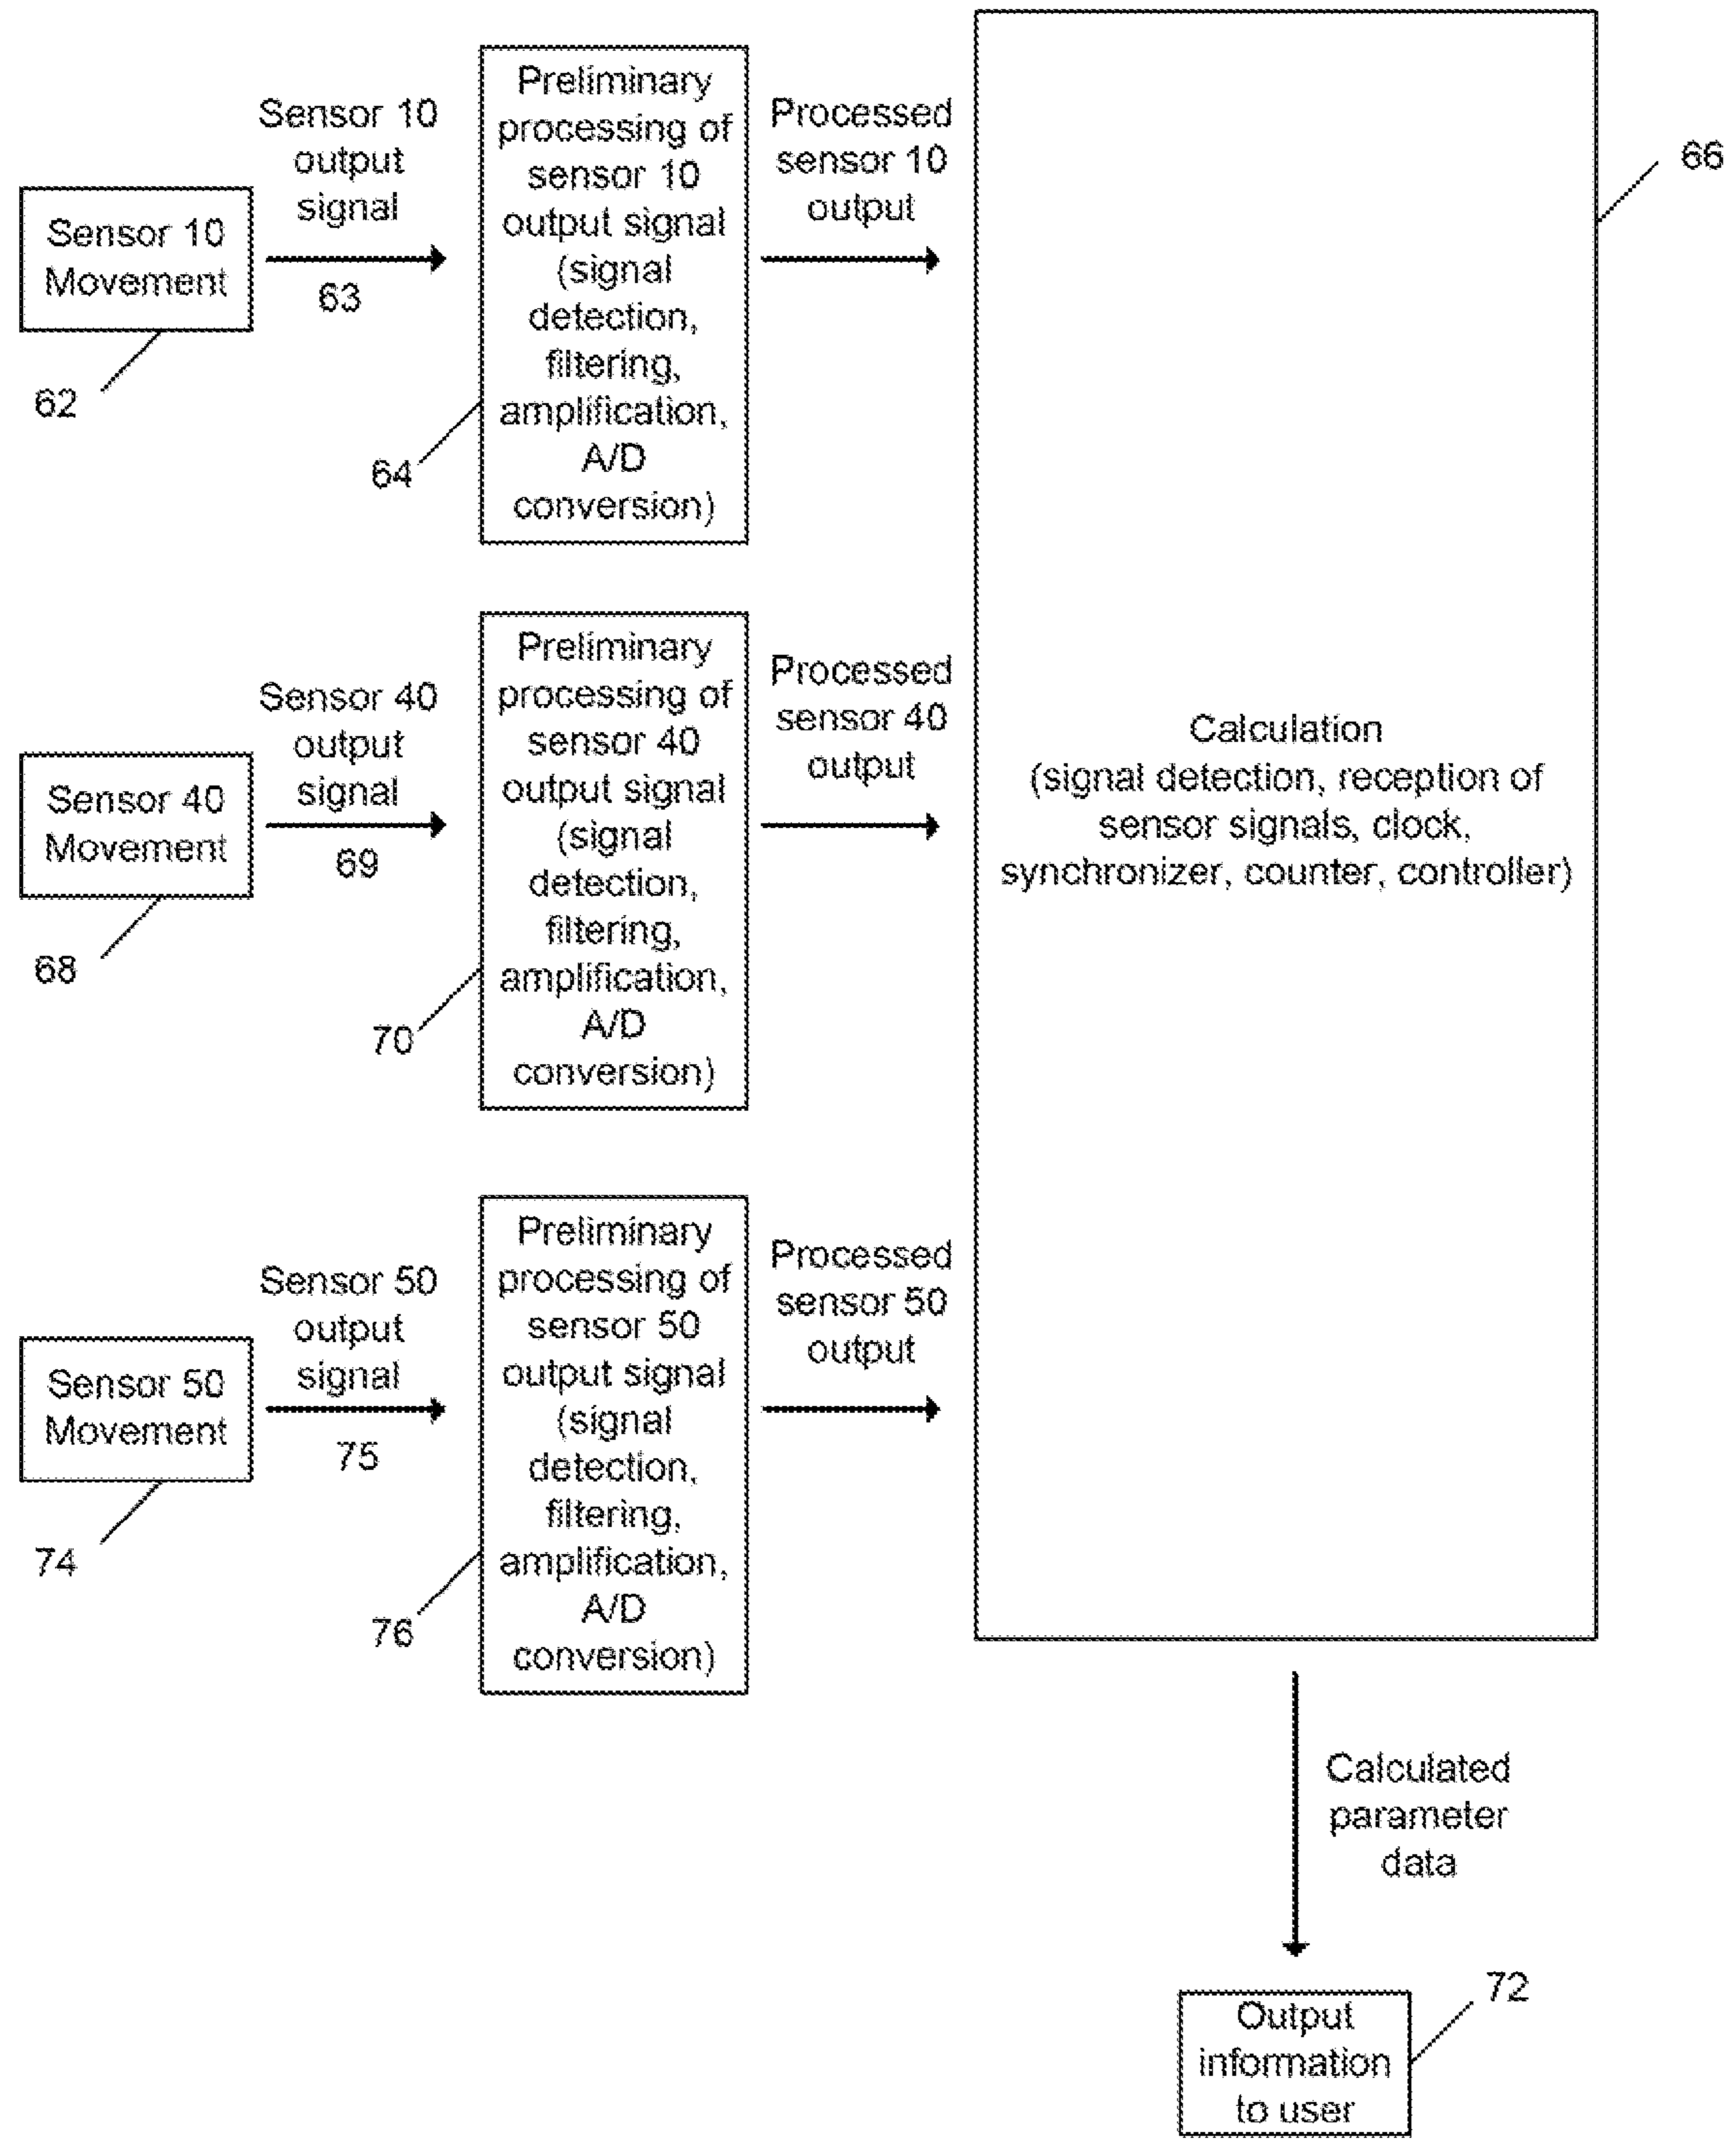 Sensor 10
Movement
62
Sensor 10
output
signal
63
Preliminary
processing of
sensor 10
output signal
(signal
detection,
filtering,
amplification,
A/D
conversion)
64
Processed
sensor 10
output
66
Sensor 40
Movement
68
Sensor 40
output
signal
69
Preliminary
processing of
sensor 40
output signal
(signal
detection,
filtering,
amplification,
A/D
conversion)
70
Processed
sensor 40
output
Calculation
(signal detection, reception of
sensor signals, clock,
synchronizer, counter, controller)
Sensor 50
Movement
74
Sensor 50
output
signal
75
Preliminary
processing of
sensor 50
output signal
(signal
detection,
filtering,
amplification,
A/D
conversion)
76
Processed
sensor 50
output
Calculated
parameter
data
72
Output
information
to user